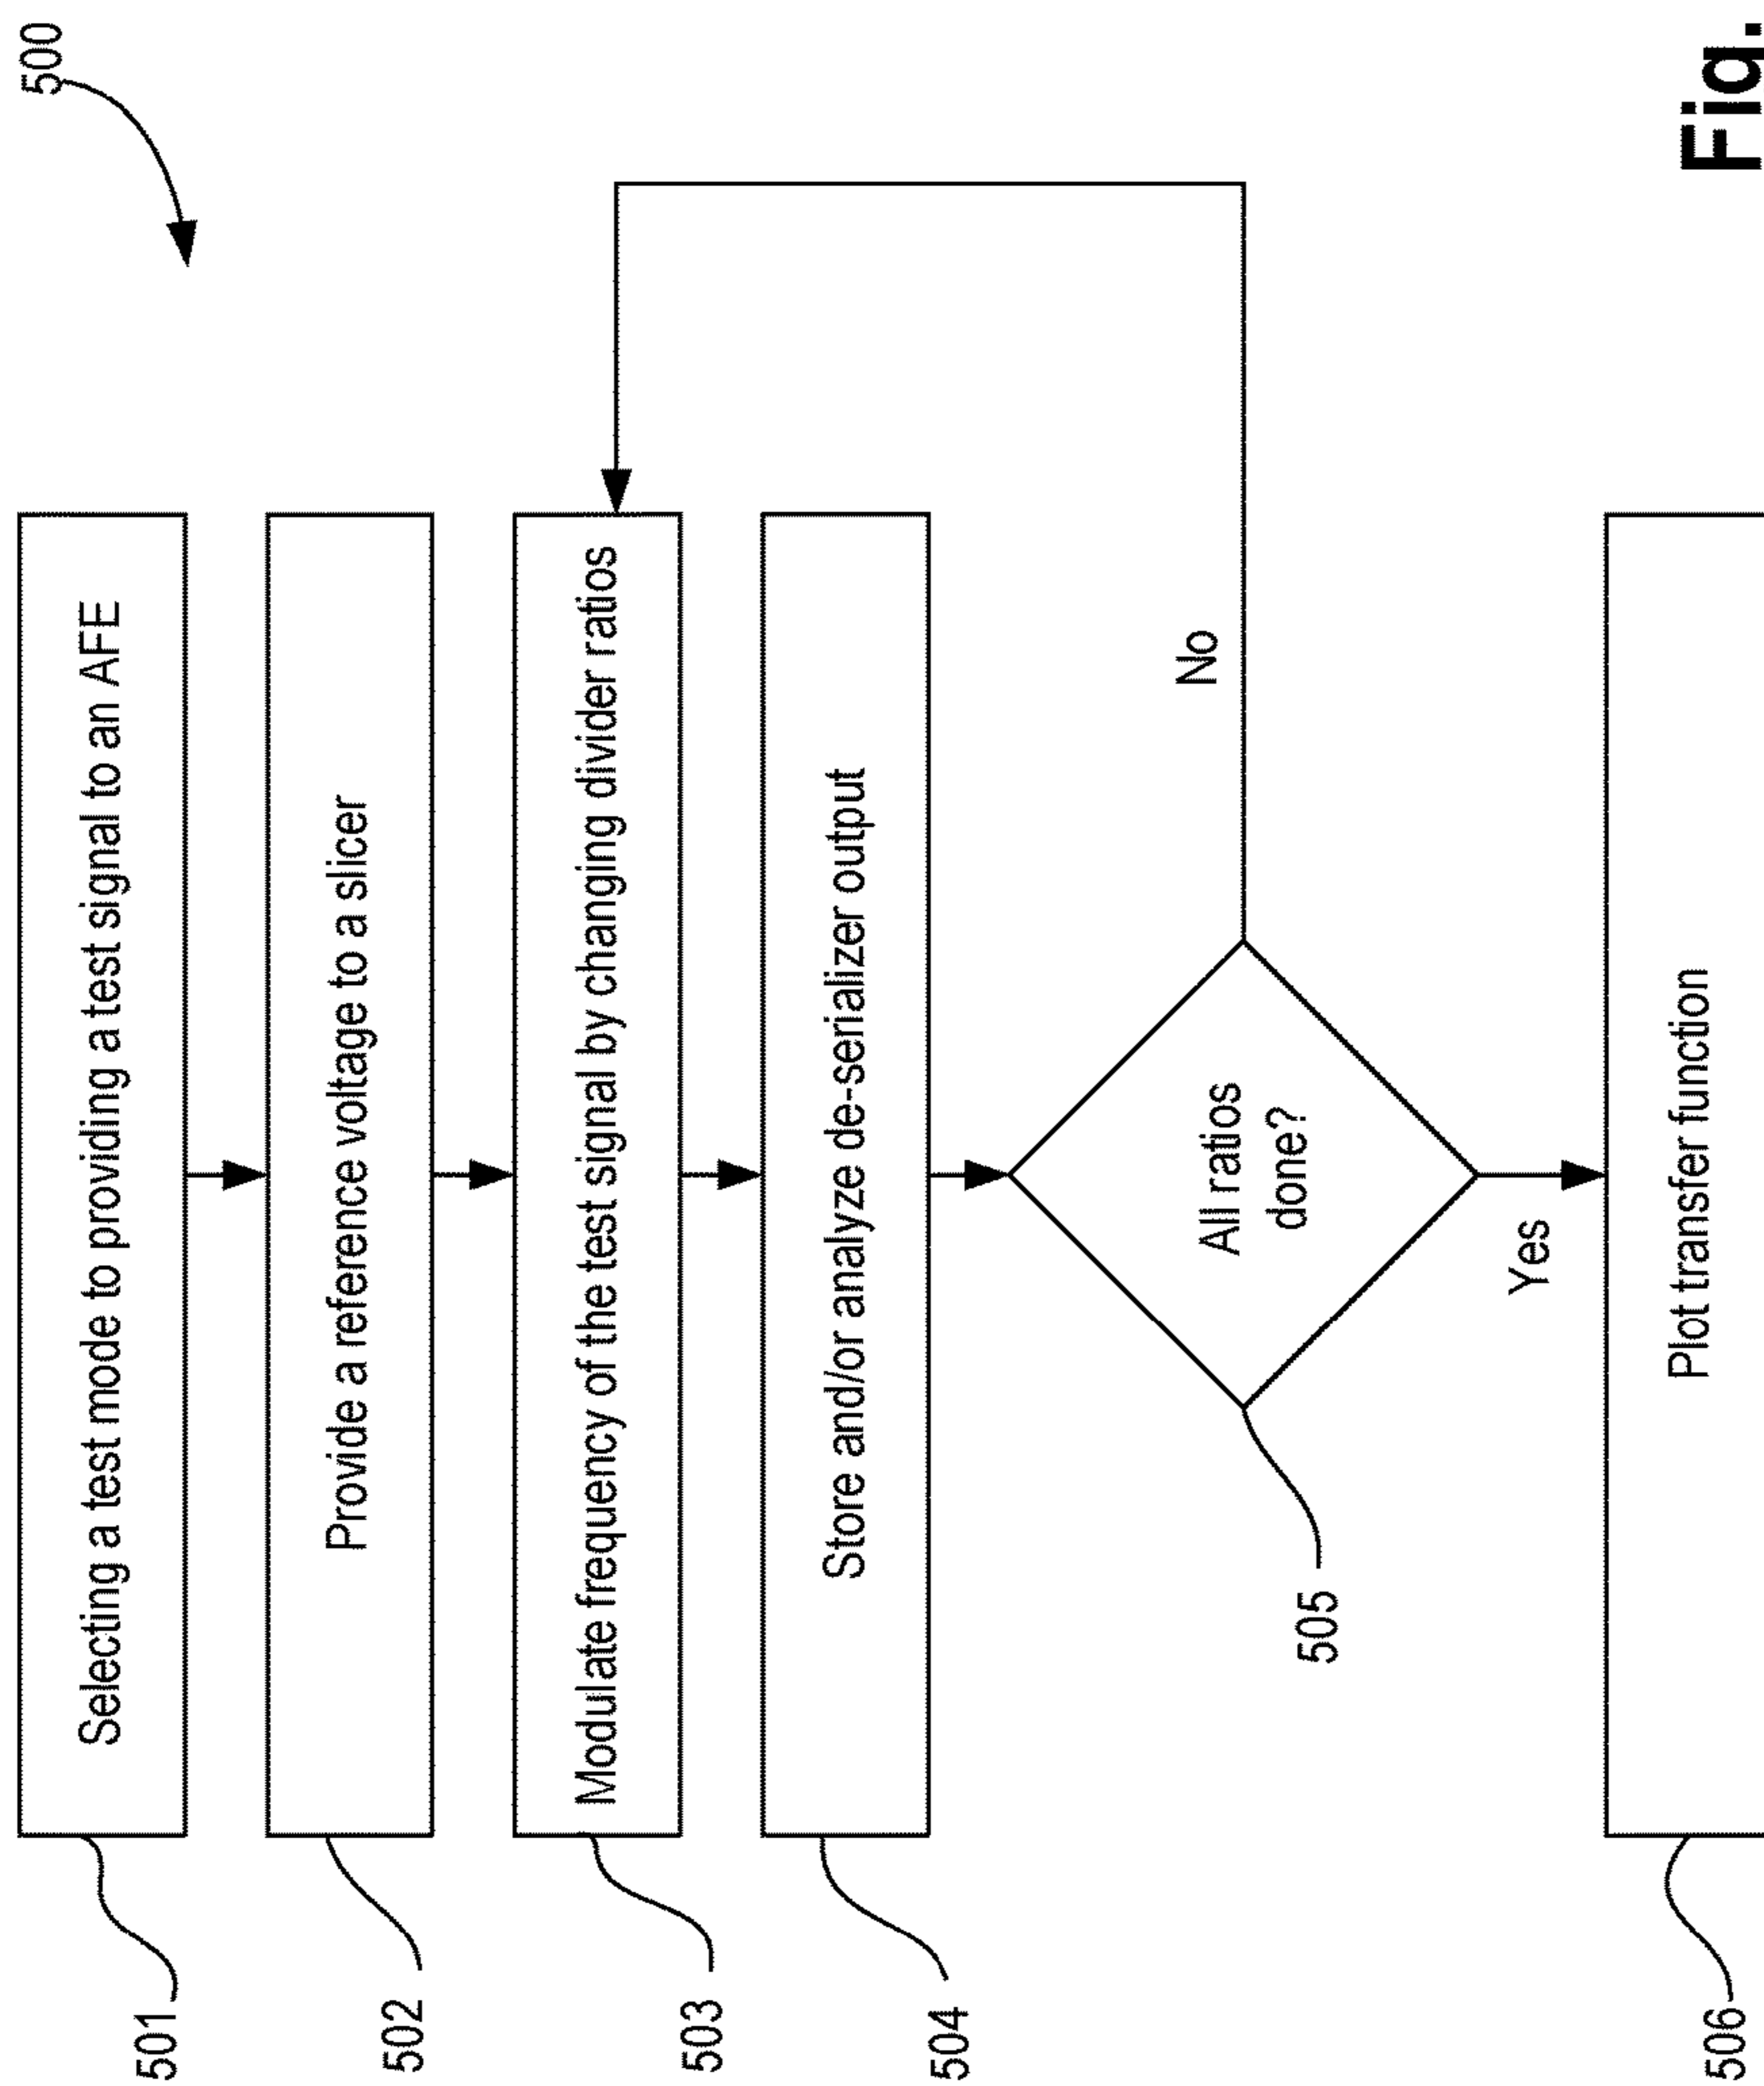 500
501
Selecting a test mode to providing a test signal to an AFE
502
Provide a reference voltage to a slicer
503
Modulate frequency of the test signal by changing divider ratios
504
Store and/or analyze de-serializer output
505
All ratios
done?
No
Yes
506
Plot transfer function
Fig.